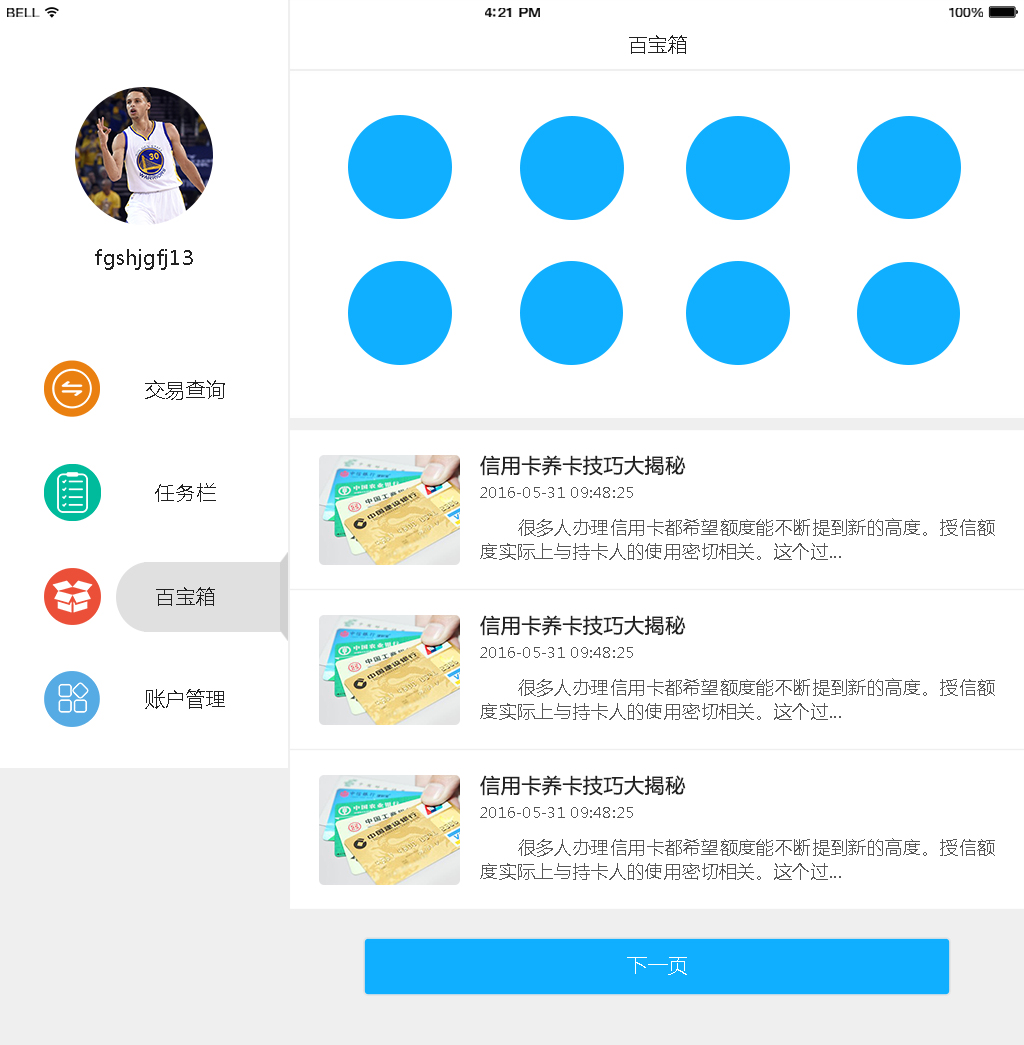 BELL
4:21 PM
100%
百宝箱
fgshjgfj13
交易查询
任务栏
百宝箱
账户管理
信用卡养卡技巧大揭秘
2016-05-31 09:48:25
很多人办理信用卡都希望额度能不断提到新的高度。授信额
度实际上与持卡人的使用密切相关。这个过...
信用卡养卡技巧大揭秘
2016-05-31 09:48:25
很多人办理信用卡都希望额度能不断提到新的高度。授信额
度实际上与持卡人的使用密切相关。这个过...
信用卡养卡技巧大揭秘
2016-05-31 09:48:25
很多人办理信用卡都希望额度能不断提到新的高度。授信额
度实际上与持卡人的使用密切相关。这个过...
下一页